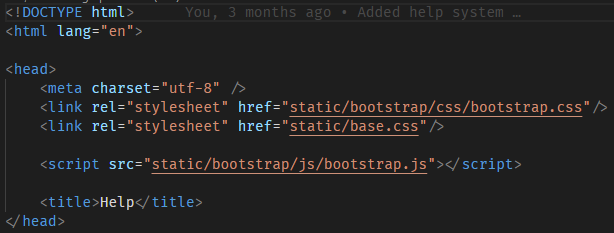 <!DOCTYPE html> You, 3 months ago • Added help system …
<html lang="en">
<head>
<meta charset="utf-8" />
<link rel="stylesheet" href="static/bootstrap/css/bootstrap.css"/>
<link rel="stylesheet" href="static/base.css"/>
<script src="static/bootstrap/js/bootstrap.js"></script>
<title>Help</title>
</head>